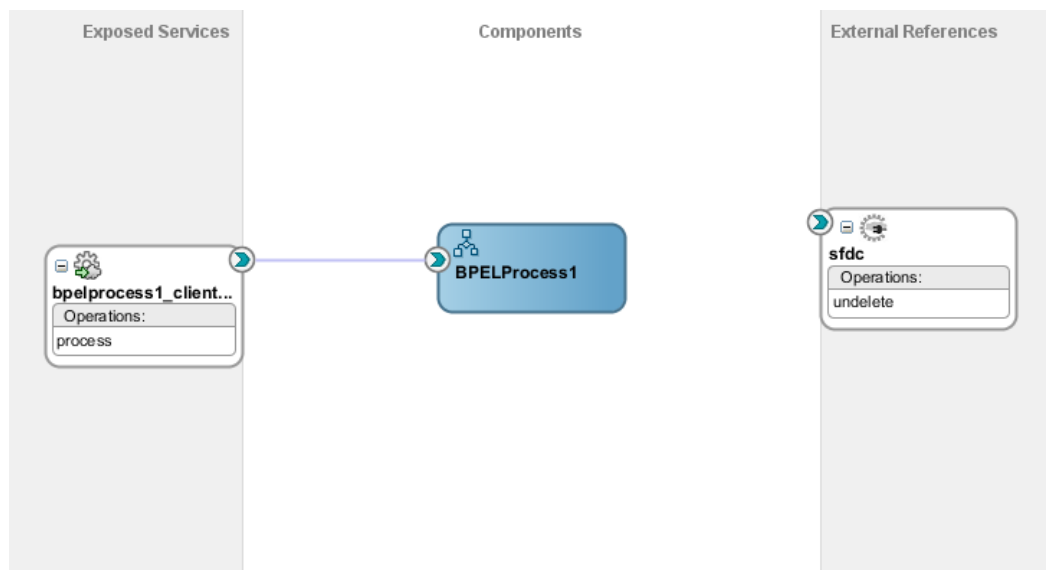 Exposed Services
Components
External References
bpelprocess1_client...
Operations:
process
BPELProcess1
sfdc
Operations:
undelete